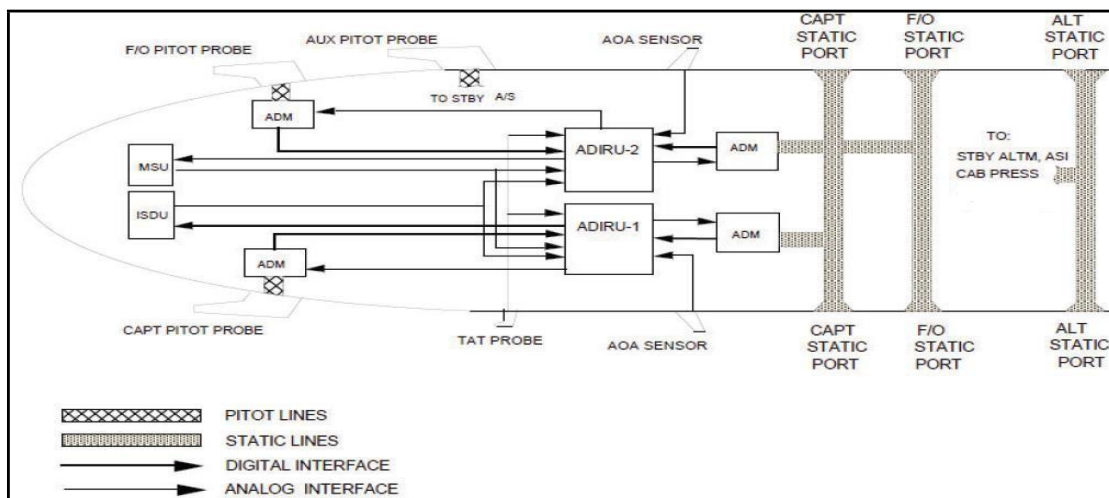 AUX PITOT PROBE
F/O PITOT PROBE
AOA SENSOR
CAPT
STATIC
PORT
F/O
STATIC
PORT
ALT
STATIC
PORT
TO STBY A/S
ADM
MSU
ISDU
ADM
ADIRU-2
ADIRU-1
ADM
ADM
TO:
STBY ALTM, ASI
CAB PRESS
CAPT PITOT PROBE
TAT PROBE
AOA SENSOR
CAPT
STATIC
PORT
F/O
STATIC
PORT
ALT
STATIC
PORT
PITOT LINES
STATIC LINES
DIGITAL INTERFACE
ANALOG INTERFACE